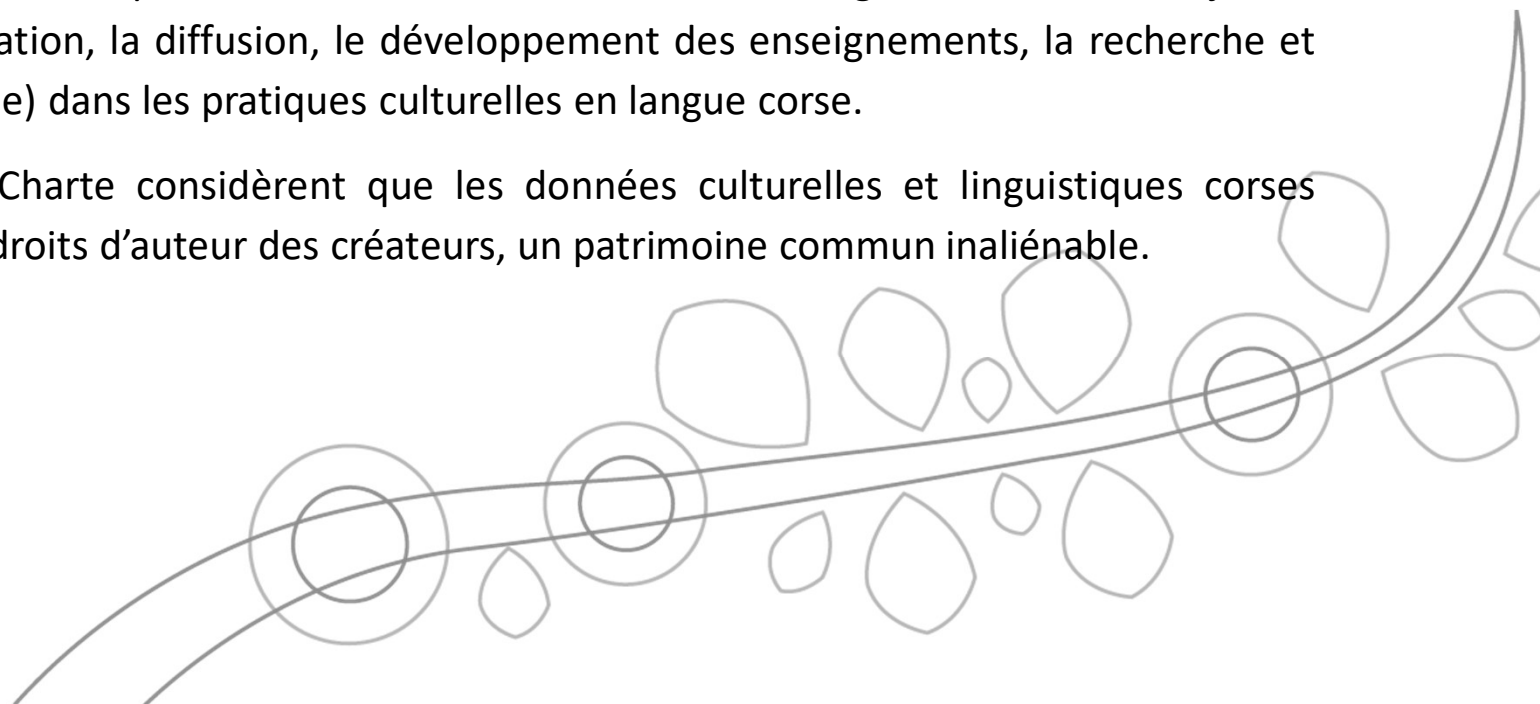 ation, la diffusion, le développement des enseignements, la recherche et
e) dans les pratiques culturelles en langue corse.
Charte considèrent que les données culturelles et linguistiques corses
droits d’auteur des créateurs, un patrimoine commun inaliénable.